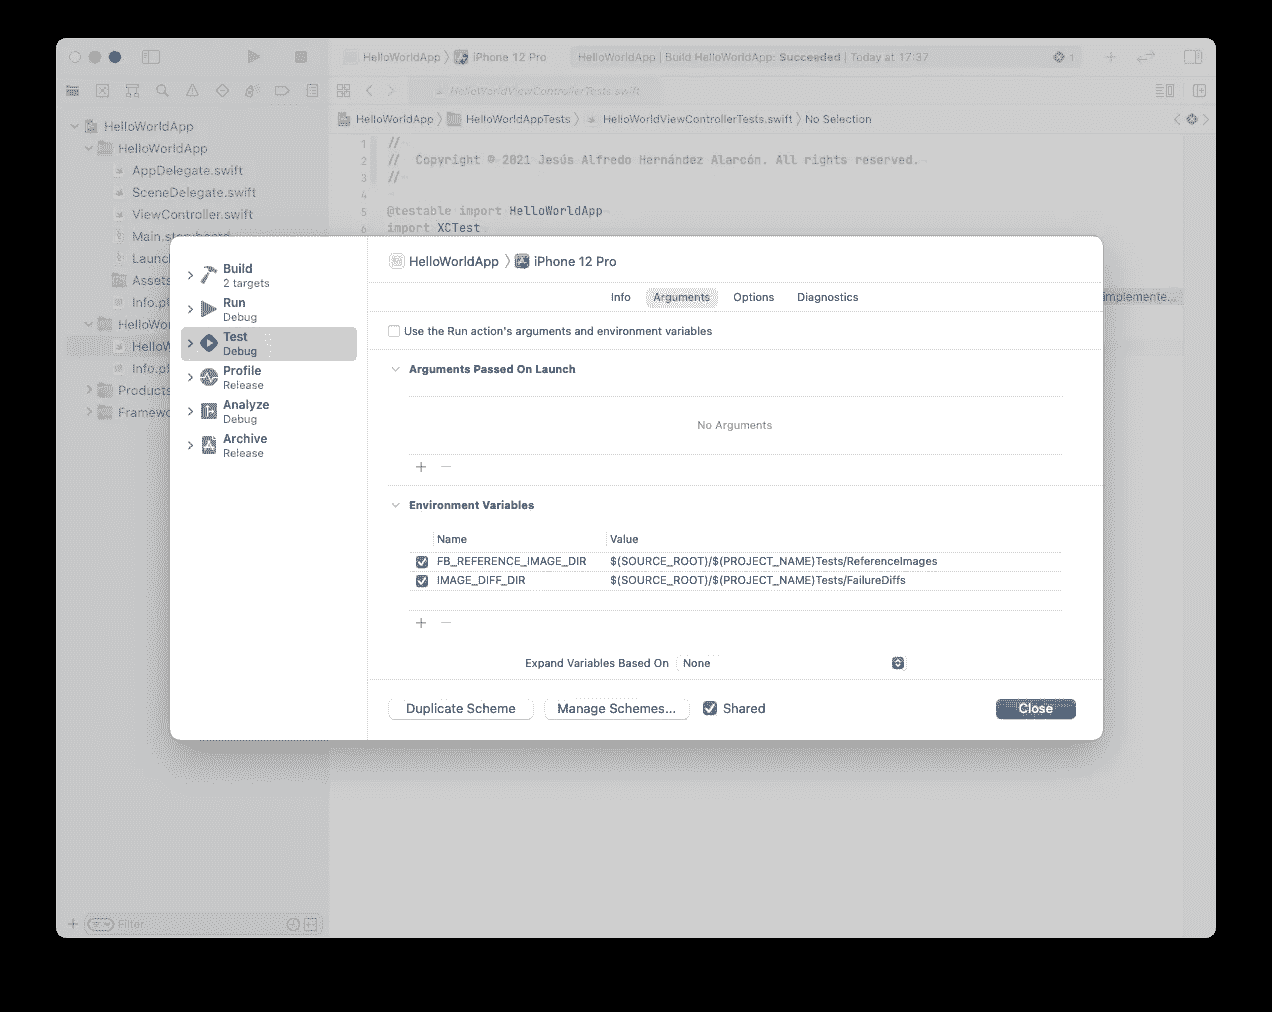 HelloWorldApp 〉 iPhone 12 Pro
HelloWorldApp | Build HelloWorldApp: Succeeded | Today at 17:37
1
HelloWorldViewControllerTests.swift
HelloWorldApp 〉 HelloWorldAppTests 〉 HelloWorldViewControllerTests.swift 〉 No Selection
HelloWorldApp
HelloWorldApp
AppDelegate.swift
SceneDelegate.swift
ViewController.swift
Main.storyboard
Launc
Assets
Info.pl
HelloWor
HelloW
Info.pl
Products
Framewo
Filter
1 //
2 // Copyright © 2021 Jesús Alfredo Hernández Alarcón. All rights reserved.
3 //
4
5 @testable import HelloWorldApp
6 import XCTest
implemente...
Build
2 targets
Run
Debug
Test
Debug
Profile
Release
Analyze
Debug
Archive
Release
HelloWorldApp 〉 iPhone 12 Pro
Info Arguments Options Diagnostics
Use the Run action's arguments and environment variables
Arguments Passed On Launch
No Arguments
Environment Variables
Name Value
FB_REFERENCE_IMAGE_DIR $(SOURCE_ROOT)/$(PROJECT_NAME)Tests/ReferenceImages
IMAGE_DIFF_DIR $(SOURCE_ROOT)/$(PROJECT_NAME)Tests/FailureDiffs
Expand Variables Based On None
Duplicate Scheme Manage Schemes... Shared Close